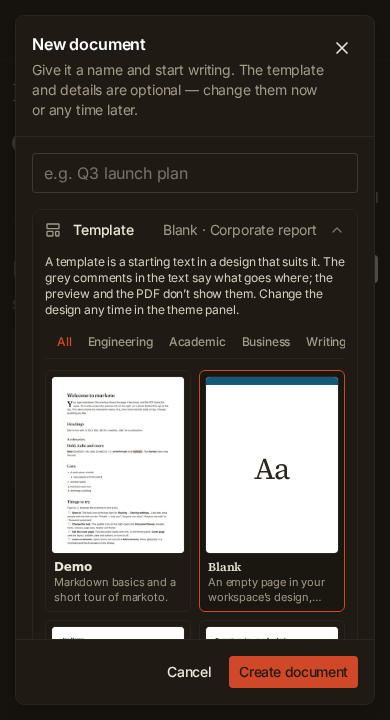 New document
Give it a name and start writing. The template
and details are optional — change them now
or any time later.
e.g. Q3 launch plan
Template
Blank · Corporate report
A template is a starting text in a design that suits it. The
grey comments in the text say what goes where; the
preview and the PDF don’t show them. Change the
design any time in the theme panel.
All Engineering Academic Business Writing
Welcome to markoto
Headings
Bold, italic and more
Lists
Things to try
Aa
Demo
Markdown basics and a
short tour of markoto.
Blank
An empty page in your
workspace’s design,...
Cancel
Create document